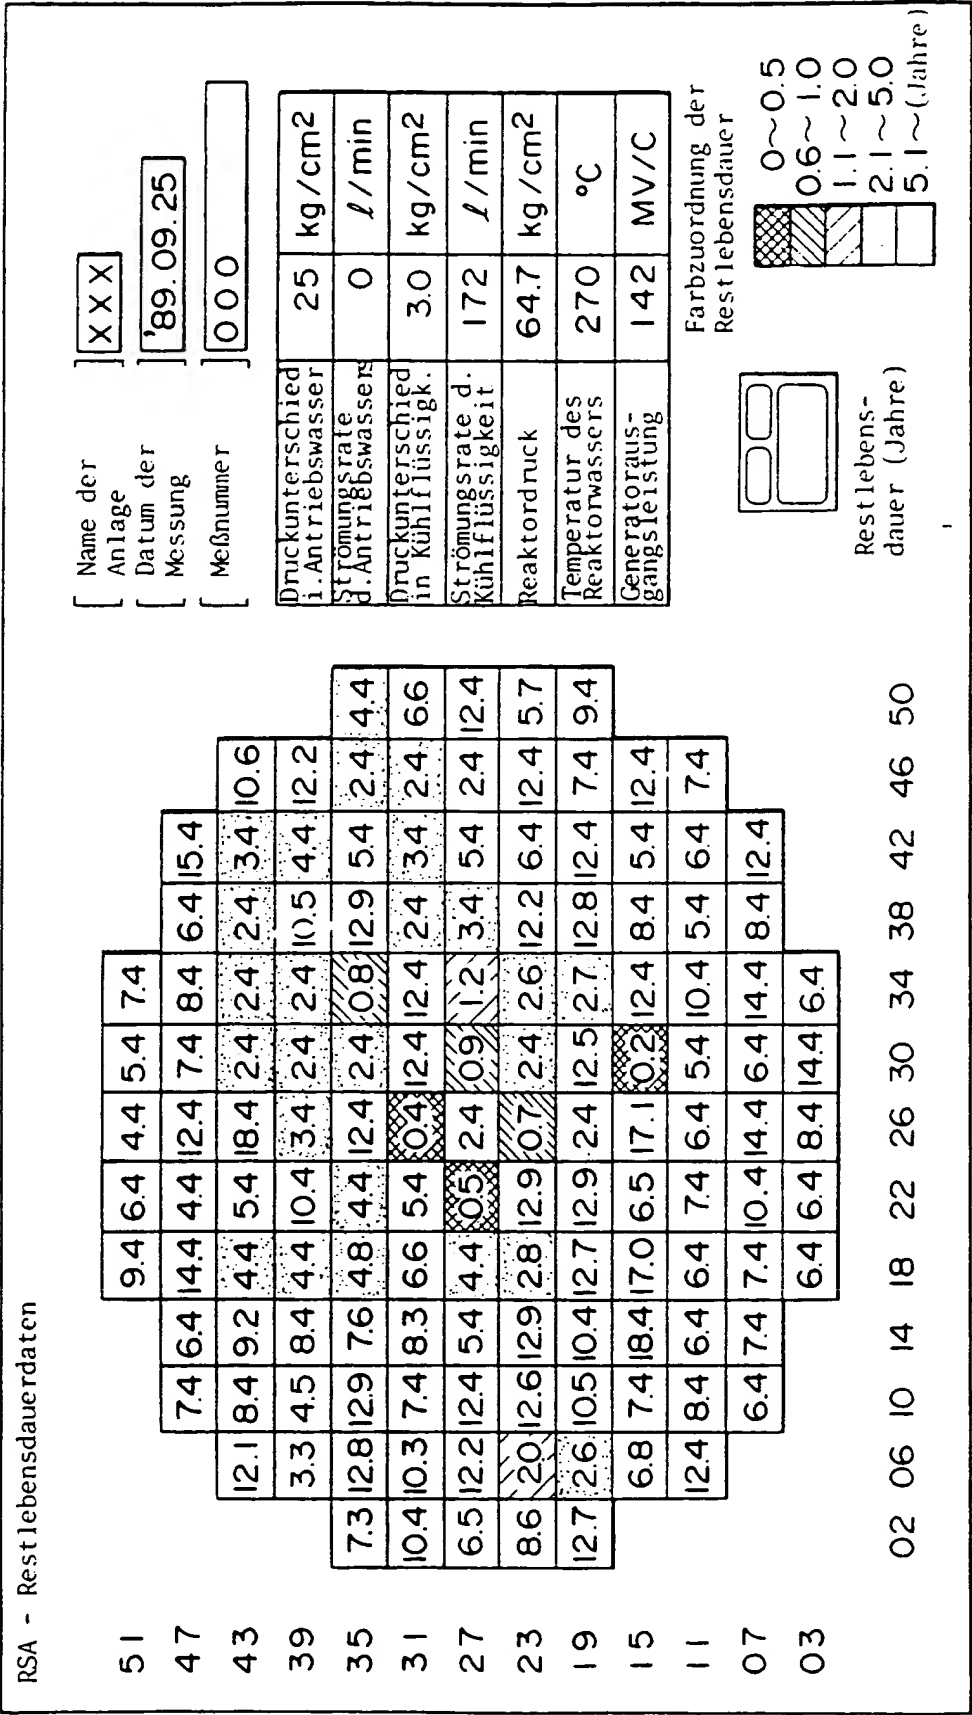 RSA - Restlebensdauerdaten
51 9.4 6.4 4.4 5.4 7.4
47 7.4 6.4 14.4 4.4 12.4 7.4 8.4 6.4 15.4
43 12.1 8.4 9.2 4.4 5.4 18.4 2.4 2.4 2.4 3.4 10.6
39 3.3 4.5 8.4 4.4 10.4 3.4 2.4 2.4 10.5 4.4 12.2
35 7.3 12.8 12.9 7.6 4.8 4.4 12.4 2.4 0.8 12.9 5.4 2.4 4.4
31 10.4 10.3 7.4 8.3 6.6 5.4 0.4 12.4 12.4 2.4 3.4 2.4 6.6
27 6.5 12.2 12.4 5.4 4.4 0.5 2.4 0.9 1.2 3.4 5.4 2.4 12.4
23 8.6 2.0 12.6 12.9 2.8 12.9 0.7 2.4 2.6 12.2 6.4 12.4 5.7
19 12.7 2.6 10.5 10.4 12.7 12.9 2.4 12.5 2.7 12.8 12.4 7.4 9.4
15 6.8 7.4 18.4 17.0 6.5 17.1 0.2 12.4 8.4 5.4 12.4
11 12.4 8.4 6.4 6.4 7.4 6.4 5.4 10.4 5.4 6.4 7.4
07 6.4 7.4 7.4 10.4 14.4 6.4 14.4 8.4 12.4
03 6.4 6.4 8.4 14.4 6.4
02 06 10 14 18 22 26 30 34 38 42 46 50
[ Name der
Anlage ] XXX
[ Datum der
Messung ] '89.09.25
[ Meßnummer ] 000
Druckunterschied
i.Antriebswasser 25 kg/cm2
Strömungsrate
d.Antriebswassers 0 ℓ/min
Druckunterschied
in Kühlflüssigk. 3.0 kg/cm2
Strömungsrate d.
Kühlflüssigkeit 172 ℓ/min
Reaktordruck 64.7 kg/cm2
Temperatur des
Reaktorwassers 270 °C
Generatoraus-
gangsleistung 142 MV/C
Farbzuordnung der
Restlebensdauer
0~0.5
0.6~1.0
1.1~2.0
2.1~5.0
5.1~(Jahre)
Restlebens-
dauer (Jahre)